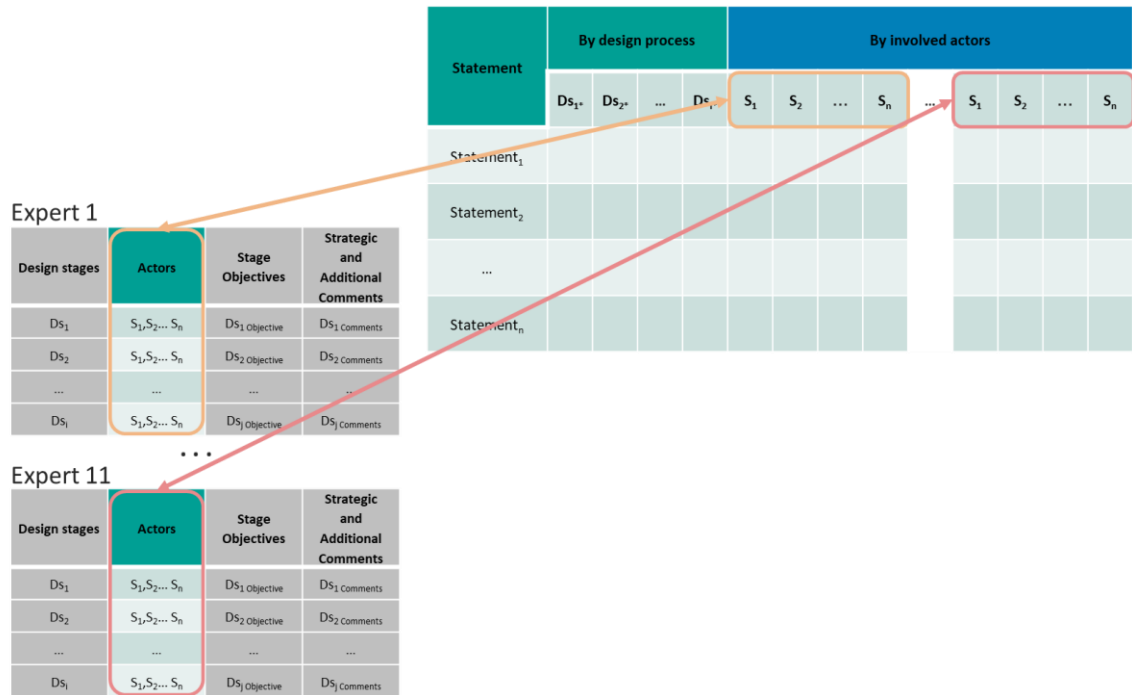 Statement By design process By involved actors
Ds1* Ds2* ... S1 S2 ... Sn ... S1 S2 ... Sn
Statement1
Statement2
...
Statementn
Expert 1
Design stages Actors Stage Objectives Strategic and Additional Comments
Ds1 S1,S2... Sn Ds1 Objective Ds1 Comments
Ds2 S1,S2... Sn Ds2 Objective Ds2 Comments
... ... ... ...
Dsi S1,S2... Sn Dsj Objective Dsj Comments
...
Expert 11
Design stages Actors Stage Objectives Strategic and Additional Comments
Ds1 S1,S2... Sn Ds1 Objective Ds1 Comments
Ds2 S1,S2... Sn Ds2 Objective Ds2 Comments
... ... ... ...
Dsi S1,S2... Sn Dsj Objective Dsj Comments